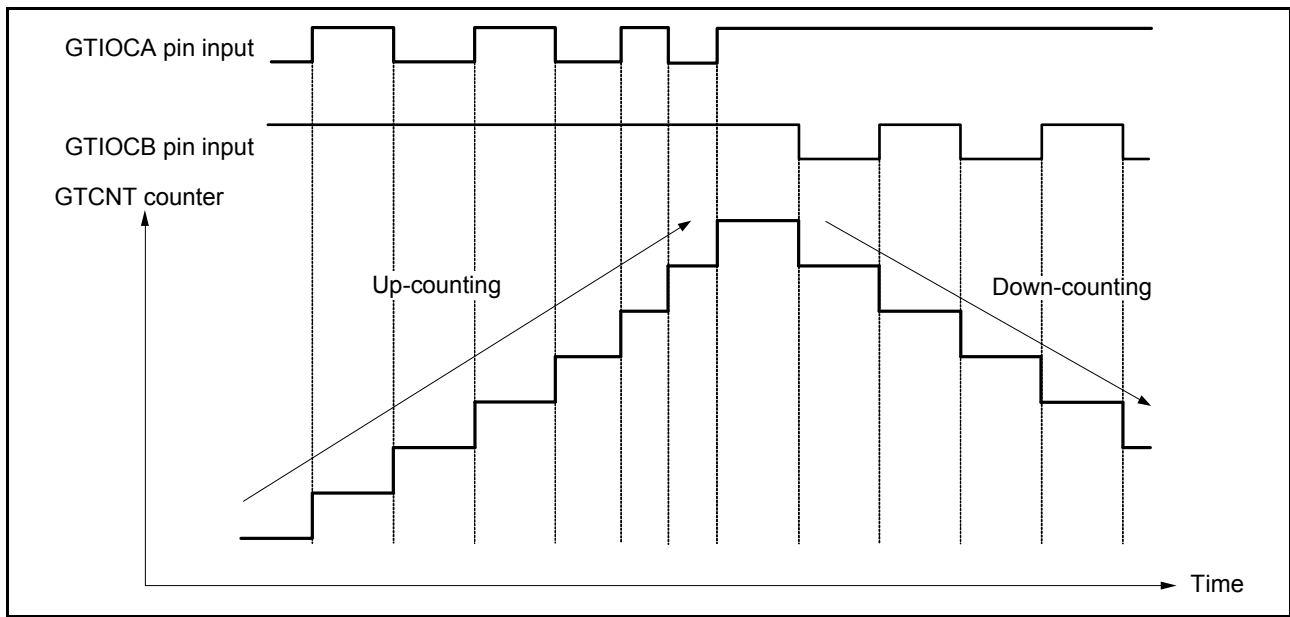 GTIOCA pin input
GTIOCB pin input
GTCNT counter
Up-counting
Down-counting
Time